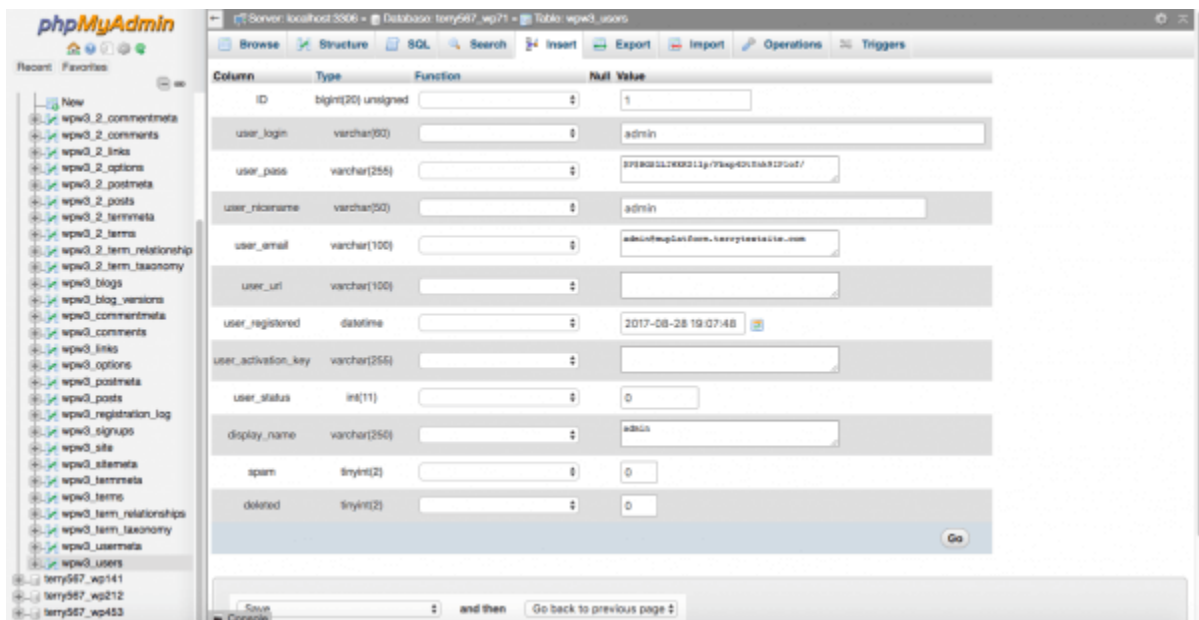 phpMyAdmin
Recent Favorites
New
wpw3_2_commentmeta
wpw3_2_comments
wpw3_2_links
wpw3_2_options
wpw3_2_postmeta
wpw3_2_posts
wpw3_2_termmeta
wpw3_2_terms
wpw3_2_term_relationship
wpw3_2_term_taxonomy
wpw3_blogs
wpw3_blog_versions
wpw3_commentmeta
wpw3_comments
wpw3_links
wpw3_options
wpw3_postmeta
wpw3_posts
wpw3_registration_log
wpw3_signups
wpw3_site
wpw3_sitemeta
wpw3_termmeta
wpw3_terms
wpw3_term_relationships
wpw3_term_taxonomy
wpw3_usermeta
wpw3_users
terry567_wp141
terry567_wp212
terry567_wp453
Server: localhost:3306 » Database: terry567_wp71 » Table: wpw3_users
Browse Structure SQL Search Insert Export Import Operations Triggers
Column Type Function Null Value
ID bigint(20) unsigned 1
user_login varchar(60) admin
user_pass varchar(255)
user_nicename varchar(50) admin
user_email varchar(100) admin@wuplatform.terrytestsite.com
user_url varchar(100)
user_registered datetime 2017-08-28 19:07:48
user_activation_key varchar(255)
user_status int(11) 0
display_name varchar(250) admin
spam tinyint(2) 0
deleted tinyint(2) 0
Go
Save and then Go back to previous page
Console